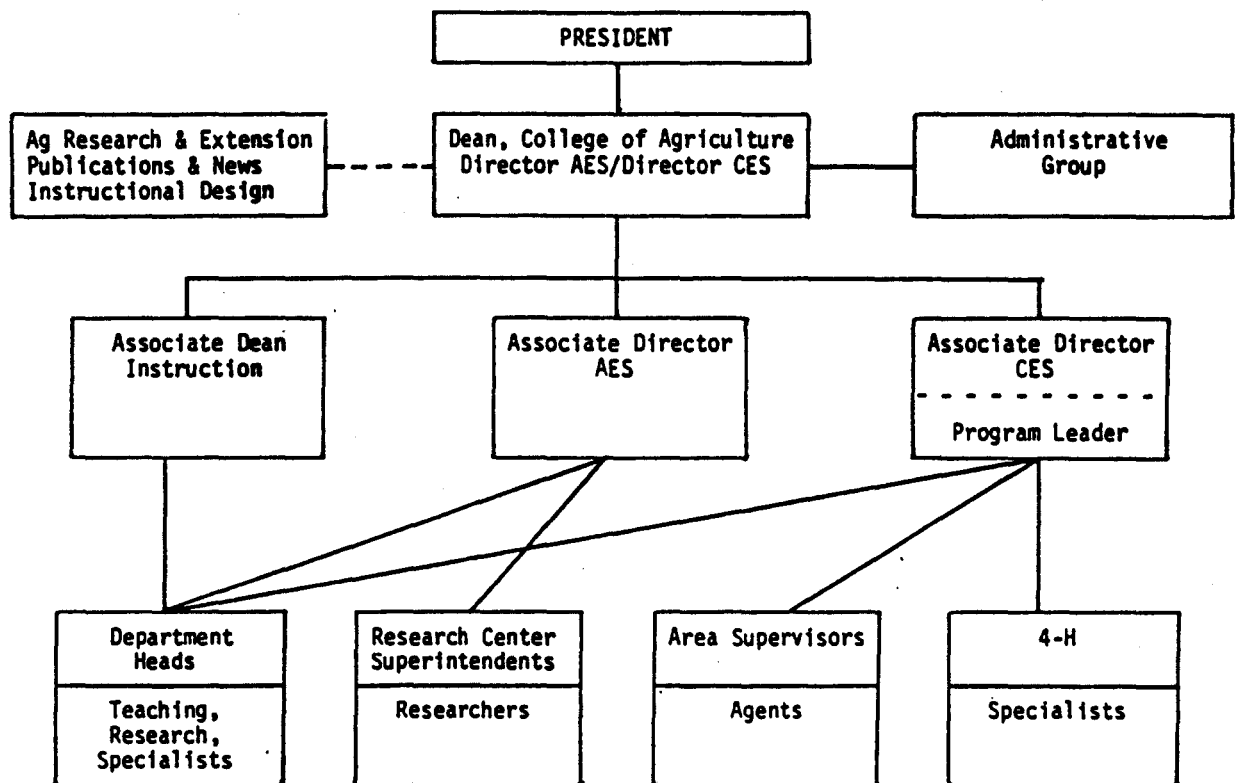 PRESIDENT
Ag Research & Extension
Publications & News
Instructional Design
Dean, College of Agriculture
Director AES/Director CES
Administrative
Group
Associate Dean
Instruction
Associate Director
AES
Associate Director
CES
Program Leader
Department
Heads
Teaching,
Research,
Specialists
Research Center
Superintendents
Researchers
Area Supervisors
Agents
4-H
Specialists